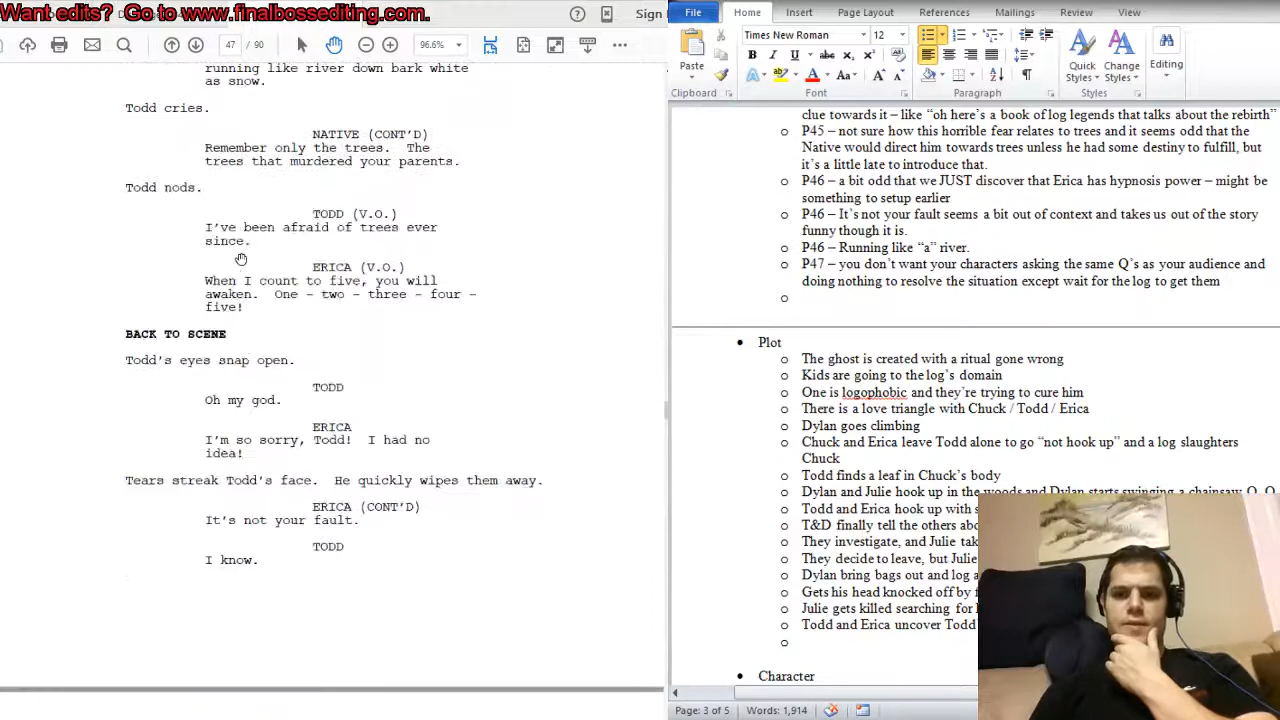 Want edits? Go to www.finalbossediting.com.
Sign
47
96.6%
running like river down bark white
as snow.
Todd cries.
NATIVE (CONT'D)
Remember only the trees. The
trees that murdered your parents.
Todd nods.
TODD (V.O.)
I've been afraid of trees ever
since.
ERICA (V.O.)
When I count to five, you will
awaken. One - two - three - four -
five!
BACK TO SCENE
Todd's eyes snap open.
TODD
Oh my god.
ERICA
I'm so sorry, Todd! I had no
idea!
Tears streak Todd's face. He quickly wipes them away.
ERICA (CONT'D)
It's not your fault.
TODD
I know.
File Home Insert Page Layout References Mailings Review View
Paste
Times New Roman 12
B I U abc x₂ x²
A A Aa A A
Quick Styles
Change Styles
Editing
Clipboard Font Paragraph Styles
clue towards it – like “oh here’s a book of log legends that talks about the rebirth”
o P45 – not sure how this horrible fear relates to trees and it seems odd that the
Native would direct him towards trees unless he had some destiny to fulfill, but
it’s a little late to introduce that.
o P46 – a bit odd that we JUST discover that Erica has hypnosis power – might be
something to setup earlier
o P46 – It’s not your fault seems a bit out of context and takes us out of the story
funny though it is.
o P46 – Running like “a” river.
o P47 – you don’t want your characters asking the same Q’s as your audience and
doing nothing to resolve the situation except wait for the log to get them
o
• Plot
o The ghost is created with a ritual gone wrong
o Kids are going to the log’s domain
o One is logophobic and they’re trying to cure him
o There is a love triangle with Chuck / Todd / Erica
o Dylan goes climbing
o Chuck and Erica leave Todd alone to go “not hook up” and a log slaughters
Chuck
o Todd finds a leaf in Chuck’s body
o Dylan and Julie hook up in the woods and Dylan starts swinging a chainsaw O_O
o Todd and Erica hook up with
o T&D finally tell the others
o They investigate, and Julie
o They decide to leave, but Julie
o Dylan bring bags out and log
o Gets his head knocked off by
o Julie gets killed searching for
o Todd and Erica uncover
o
• Character
Page: 3 of 5 Words: 1,914